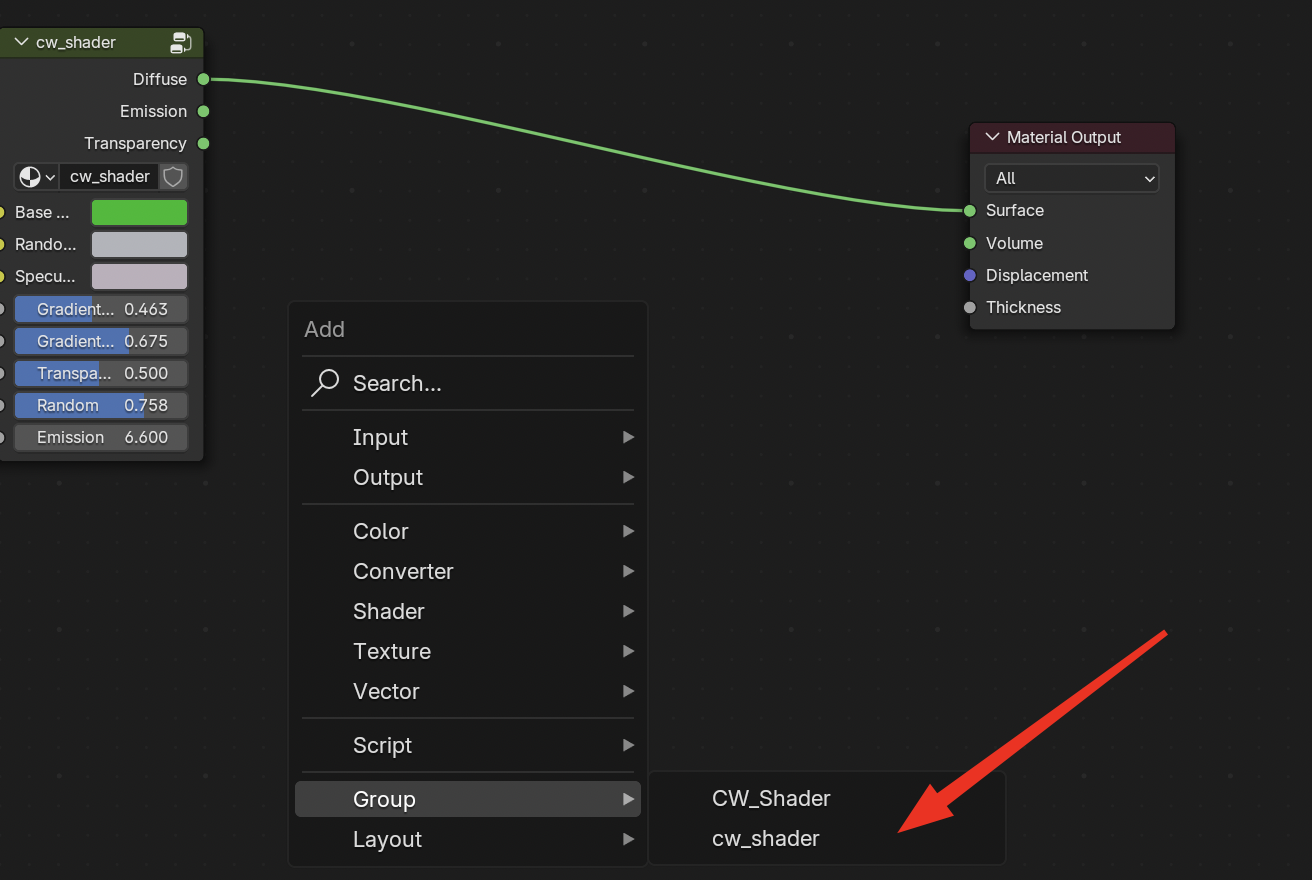 cw_shader
Diffuse
Emission
Transparency
cw_shader
Base ...
Rando...
Specu...
Gradient... 0.463
Gradient... 0.675
Transpa... 0.500
Random 0.758
Emission 6.600
Material Output
All
Surface
Volume
Displacement
Thickness
Add
Search...
Input
Output
Color
Converter
Shader
Texture
Vector
Script
Group
Layout
CW_Shader
cw_shader